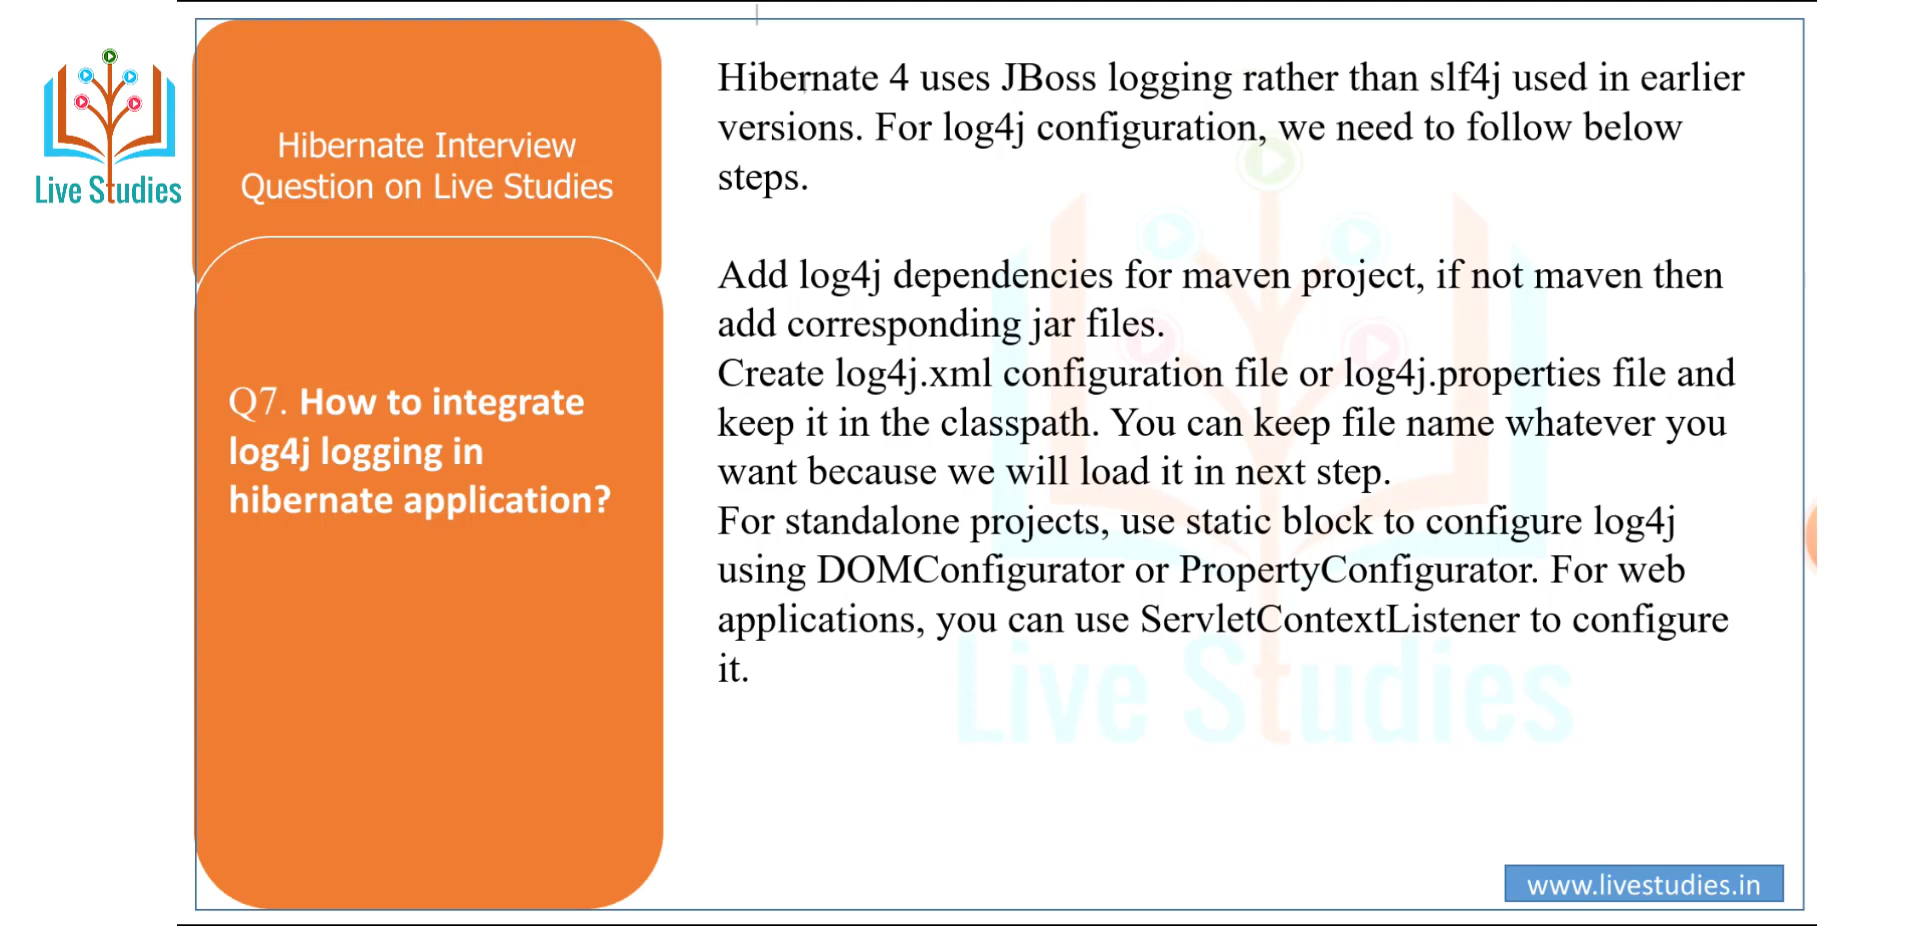 Live Studies
Hibernate Interview
Question on Live Studies
Q7. How to integrate
log4j logging in
hibernate application?
Hibernate 4 uses JBoss logging rather than slf4j used in earlier
versions. For log4j configuration, we need to follow below
steps.
Add log4j dependencies for maven project, if not maven then
add corresponding jar files.
Create log4j.xml configuration file or log4j.properties file and
keep it in the classpath. You can keep file name whatever you
want because we will load it in next step.
For standalone projects, use static block to configure log4j
using DOMConfigurator or PropertyConfigurator. For web
applications, you can use ServletContextListener to configure
it.
Live Studies
www.livestudies.in